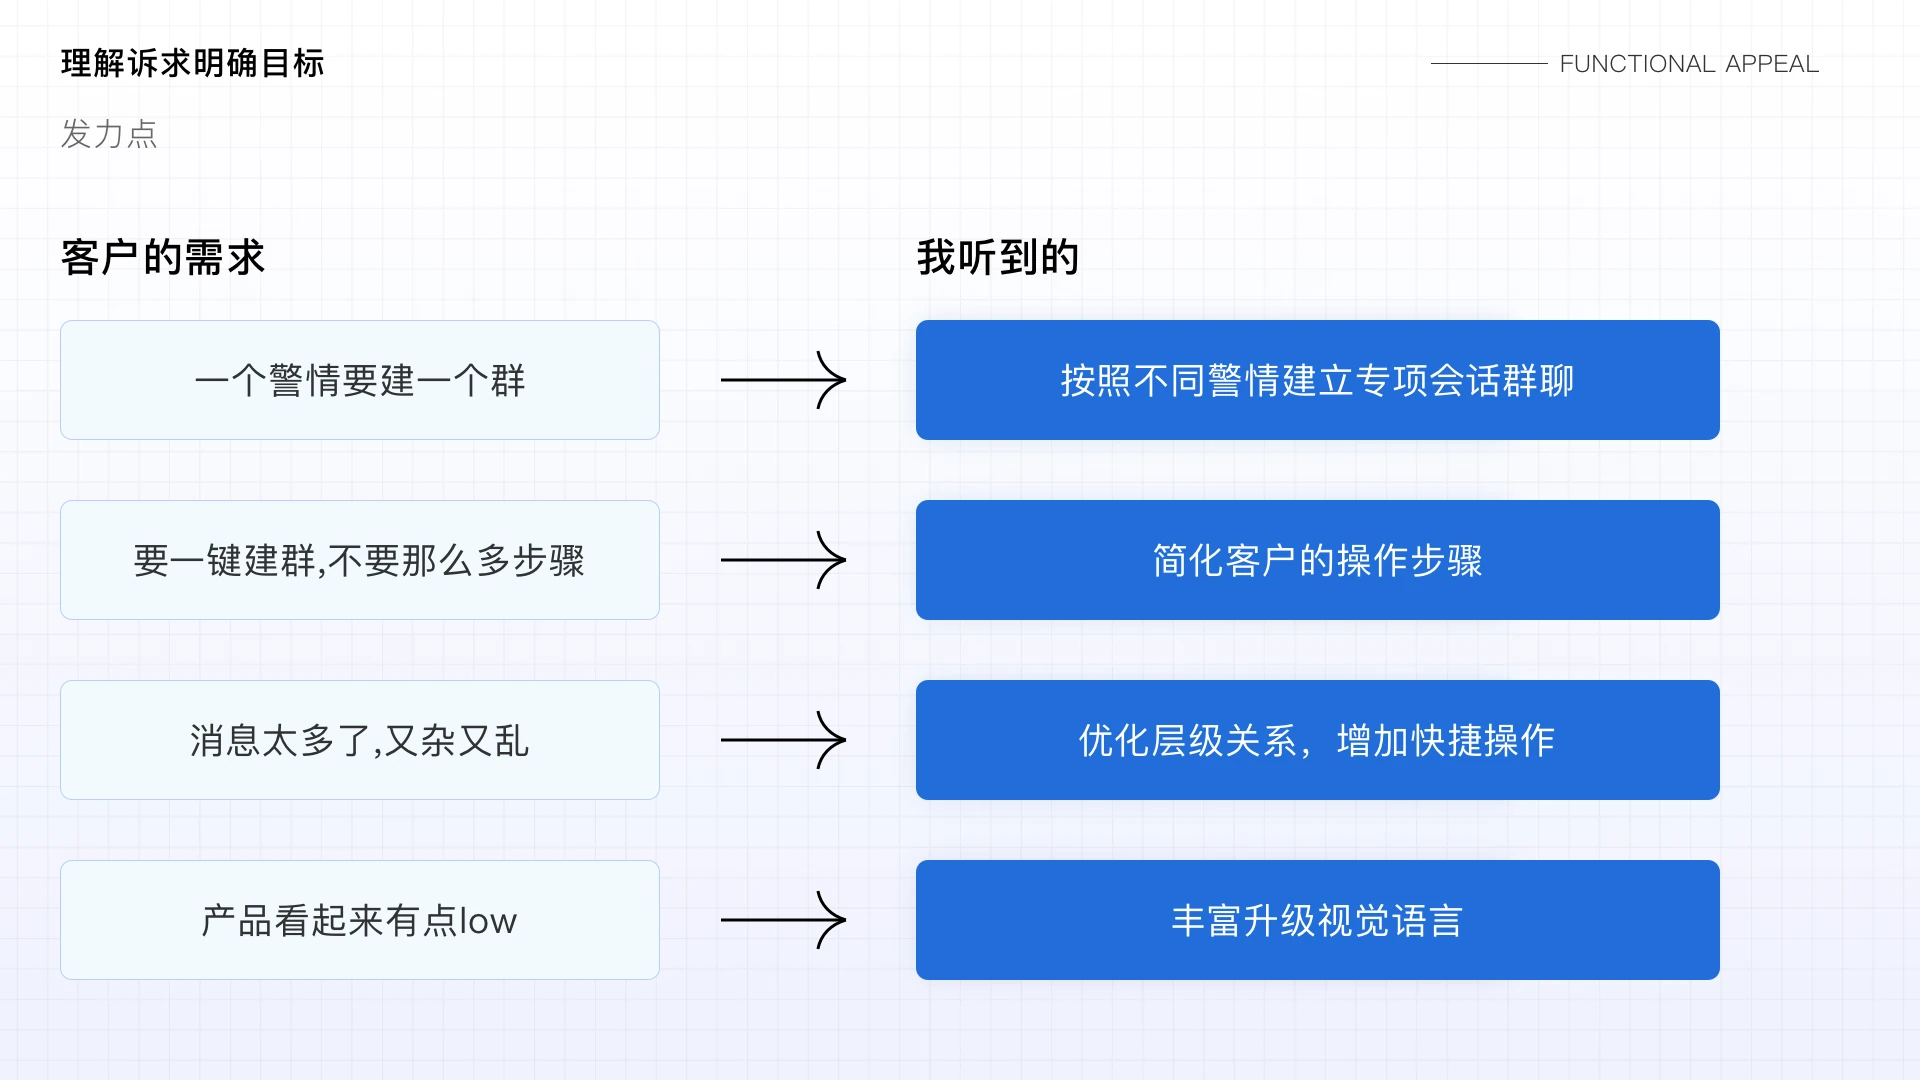 理解诉求明确目标
FUNCTIONAL APPEAL
发力点
客户的需求
我听到的
一个警情要建一个群
按照不同警情建立专项会话群聊
要一键建群,不要那么多步骤
简化客户的操作步骤
消息太多了,又杂又乱
优化层级关系，增加快捷操作
产品看起来有点low
丰富升级视觉语言